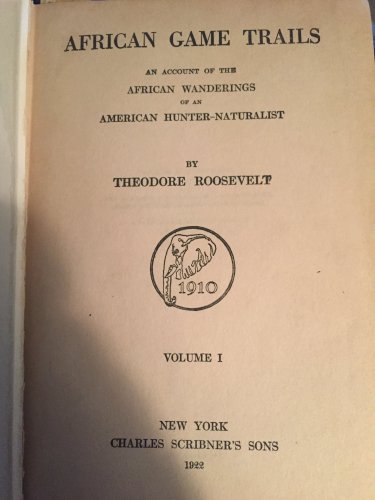 AFRICAN GAME TRAILS
AN ACCOUNT OF THE
AFRICAN WANDERINGS
OF AN
AMERICAN HUNTER-NATURALIST
BY
THEODORE ROOSEVELT
1910
VOLUME I
NEW YORK
CHARLES SCRIBNER'S SONS
1922